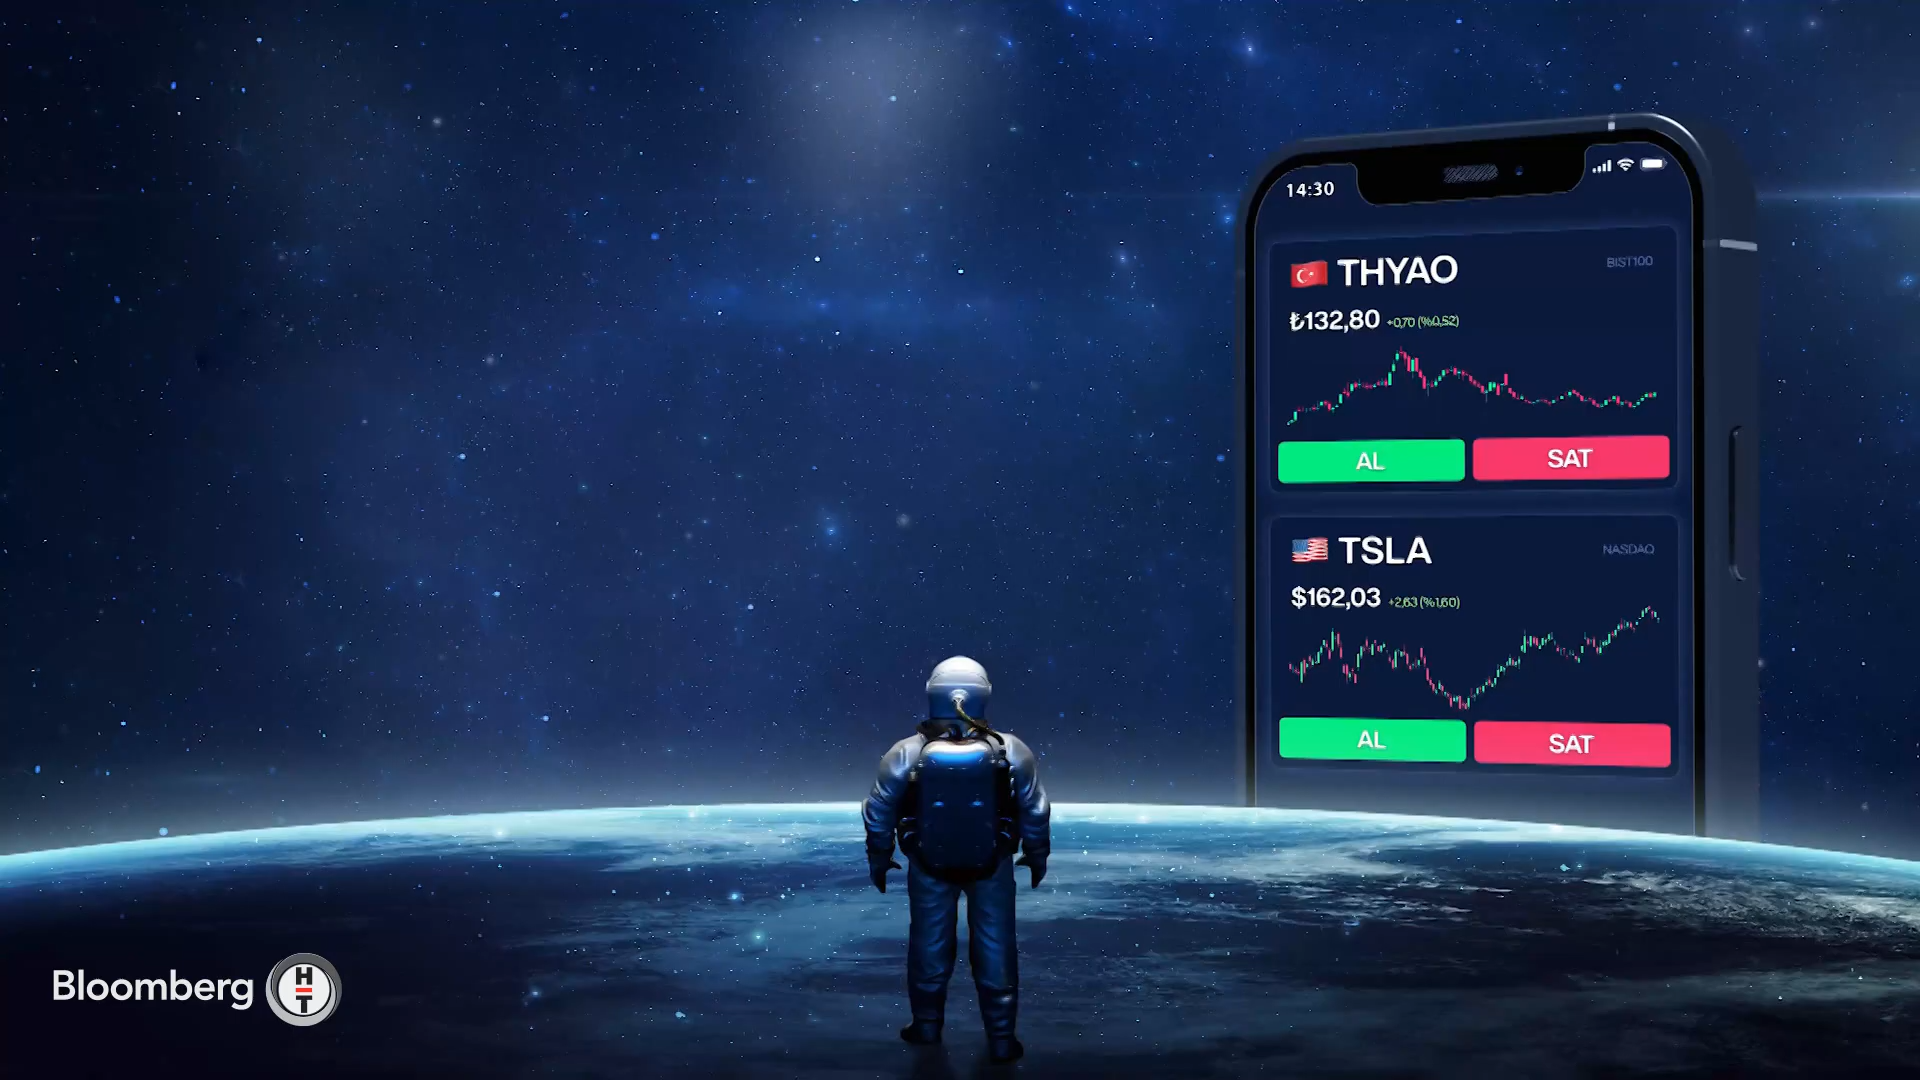 14:30
THYAO
BIST100
₺132,80 +0,70 (%0,52)
AL
SAT
TSLA
NASDAQ
$162,03 +2,63 (%1,60)
AL
SAT
Bloomberg HT